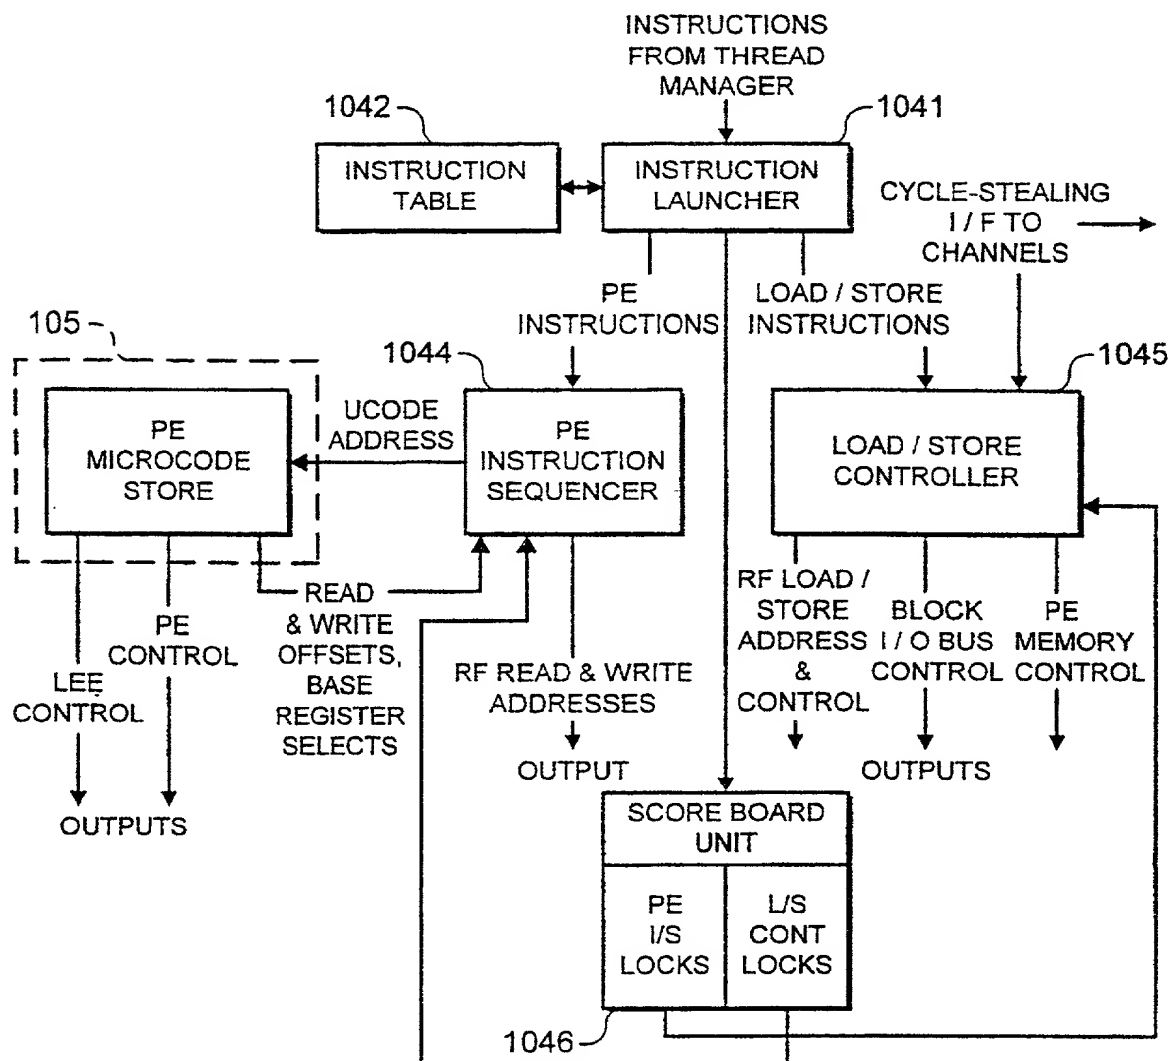 INSTRUCTIONS
FROM THREAD
MANAGER
1042
1041
INSTRUCTION
TABLE
INSTRUCTION
LAUNCHER
CYCLE-STEALING
I / F TO
CHANNELS
PE
INSTRUCTIONS
LOAD / STORE
INSTRUCTIONS
105
1044
1045
PE
MICROCODE
STORE
UCODE
ADDRESS
PE
INSTRUCTION
SEQUENCER
LOAD / STORE
CONTROLLER
LEE
CONTROL
PE
CONTROL
READ
& WRITE
OFFSETS,
BASE
REGISTER
SELECTS
RF READ & WRITE
ADDRESSES
RF LOAD /
STORE
ADDRESS
&
CONTROL
BLOCK
I / O BUS
CONTROL
PE
MEMORY
CONTROL
OUTPUTS
OUTPUT
OUTPUTS
SCORE BOARD
UNIT
PE
I/S
LOCKS
L/S
CONT
LOCKS
1046